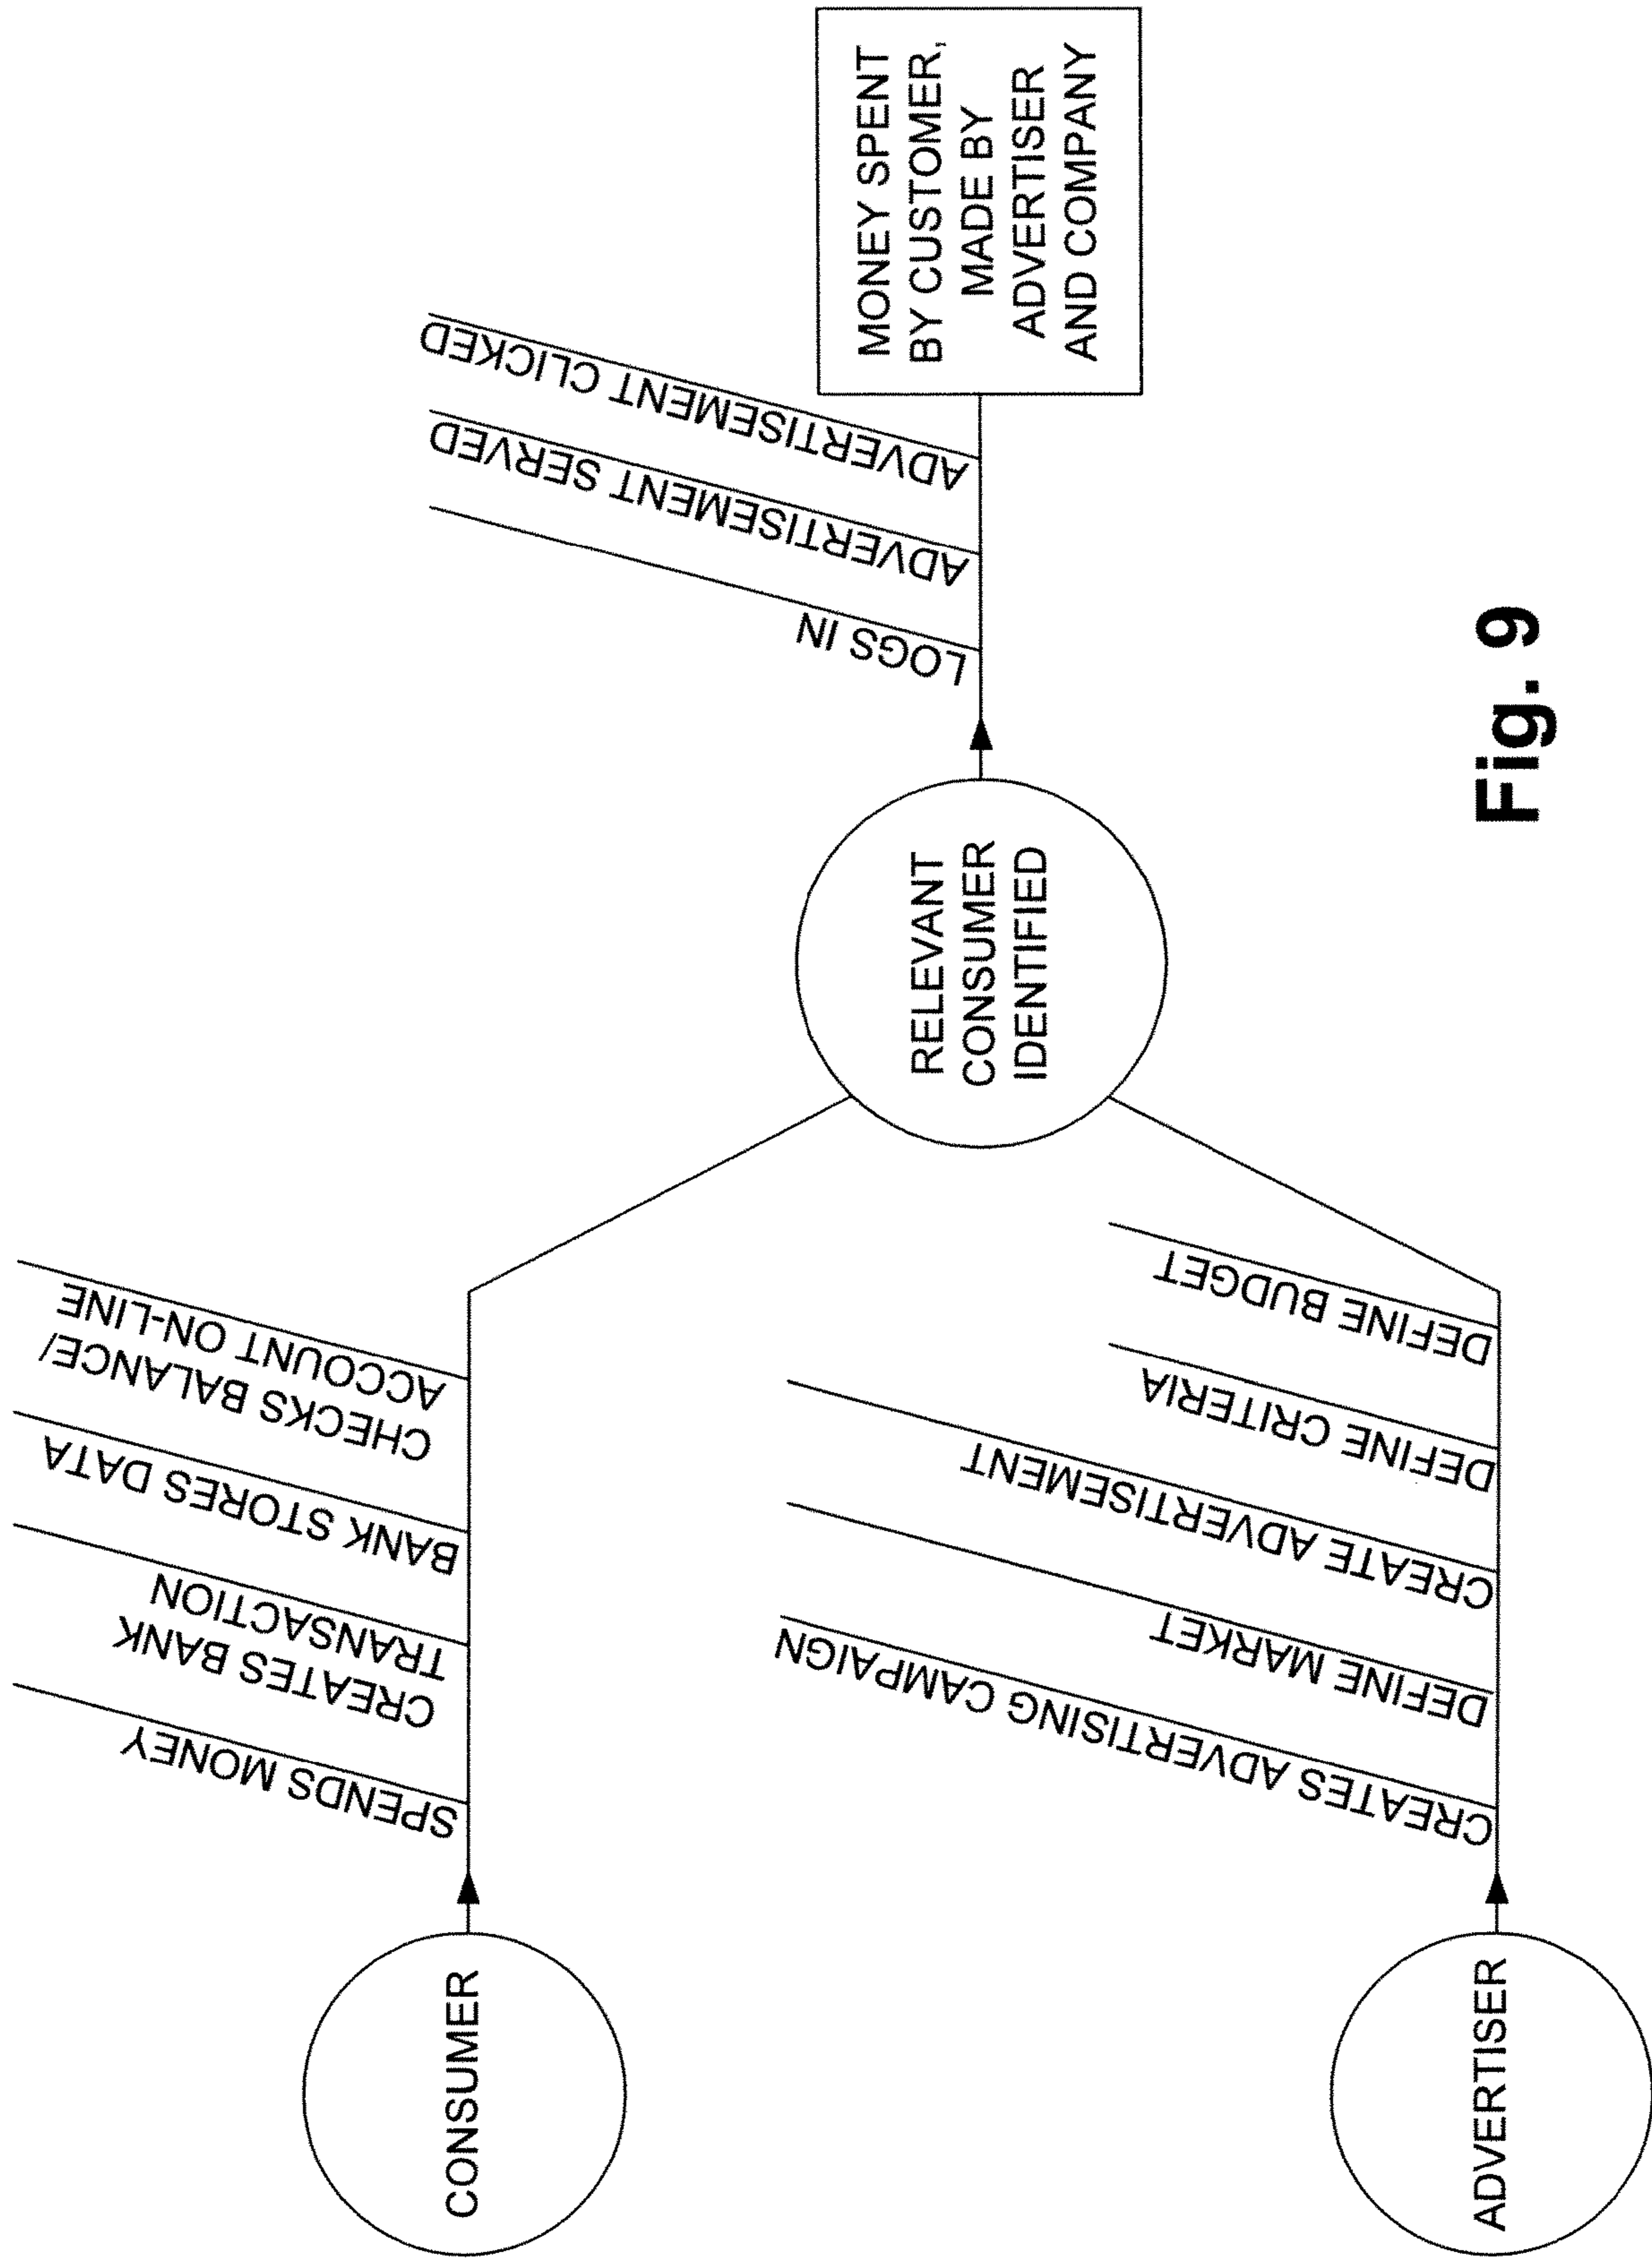 CONSUMER
SPENDS MONEY
CREATES BANK
TRANSACTION
BANK STORES DATA
CHECKS BALANCE/
ACCOUNT ON-LINE
ADVERTISER
CREATES ADVERTISING CAMPAIGN
DEFINE MARKET
CREATE ADVERTISEMENT
DEFINE CRITERIA
DEFINE BUDGET
RELEVANT
CONSUMER
IDENTIFIED
LOGS IN
ADVERTISEMENT SERVED
ADVERTISEMENT CLICKED
MONEY SPENT
BY CUSTOMER,
MADE BY
ADVERTISER
AND COMPANY
Fig. 9